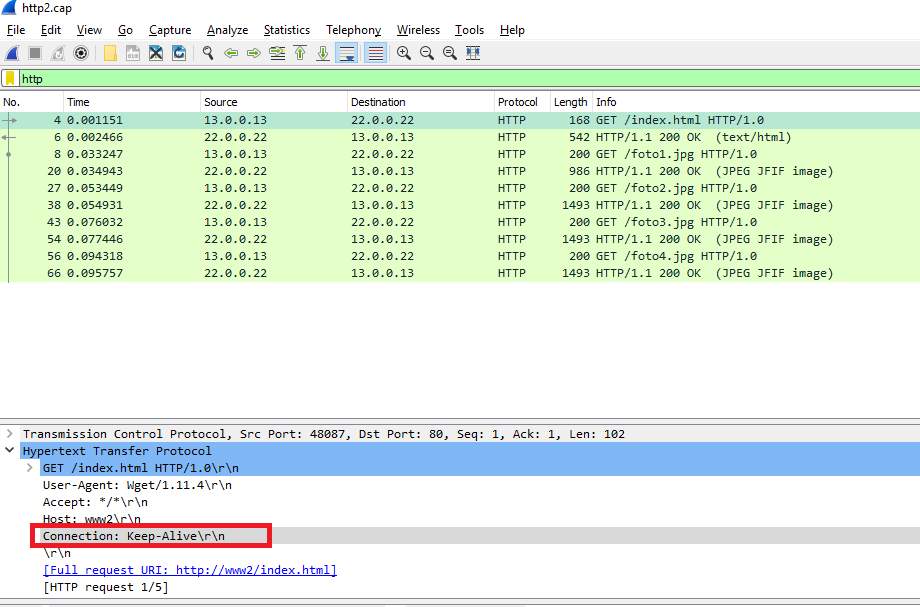 http2.cap
File Edit View Go Capture Analyze Statistics Telephony Wireless Tools Help
http
No. Time Source Destination Protocol Length Info
4 0.001151 13.0.0.13 22.0.0.22 HTTP 168 GET /index.html HTTP/1.0
6 0.002466 22.0.0.22 13.0.0.13 HTTP 542 HTTP/1.1 200 OK (text/html)
8 0.033247 13.0.0.13 22.0.0.22 HTTP 200 GET /foto1.jpg HTTP/1.0
20 0.034943 22.0.0.22 13.0.0.13 HTTP 986 HTTP/1.1 200 OK (JPEG JFIF image)
27 0.053449 13.0.0.13 22.0.0.22 HTTP 200 GET /foto2.jpg HTTP/1.0
38 0.054931 22.0.0.22 13.0.0.13 HTTP 1493 HTTP/1.1 200 OK (JPEG JFIF image)
43 0.076032 13.0.0.13 22.0.0.22 HTTP 200 GET /foto3.jpg HTTP/1.0
54 0.077446 22.0.0.22 13.0.0.13 HTTP 1493 HTTP/1.1 200 OK (JPEG JFIF image)
56 0.094318 13.0.0.13 22.0.0.22 HTTP 200 GET /foto4.jpg HTTP/1.0
66 0.095757 22.0.0.22 13.0.0.13 HTTP 1493 HTTP/1.1 200 OK (JPEG JFIF image)
Transmission Control Protocol, Src Port: 48087, Dst Port: 80, Seq: 1, Ack: 1, Len: 102
Hypertext Transfer Protocol
GET /index.html HTTP/1.0\r\n
User-Agent: Wget/1.11.4\r\n
Accept: */*\r\n
Host: www2\r\n
Connection: Keep-Alive\r\n
\r\n
[Full request URI: http://www2/index.html]
[HTTP request 1/5]